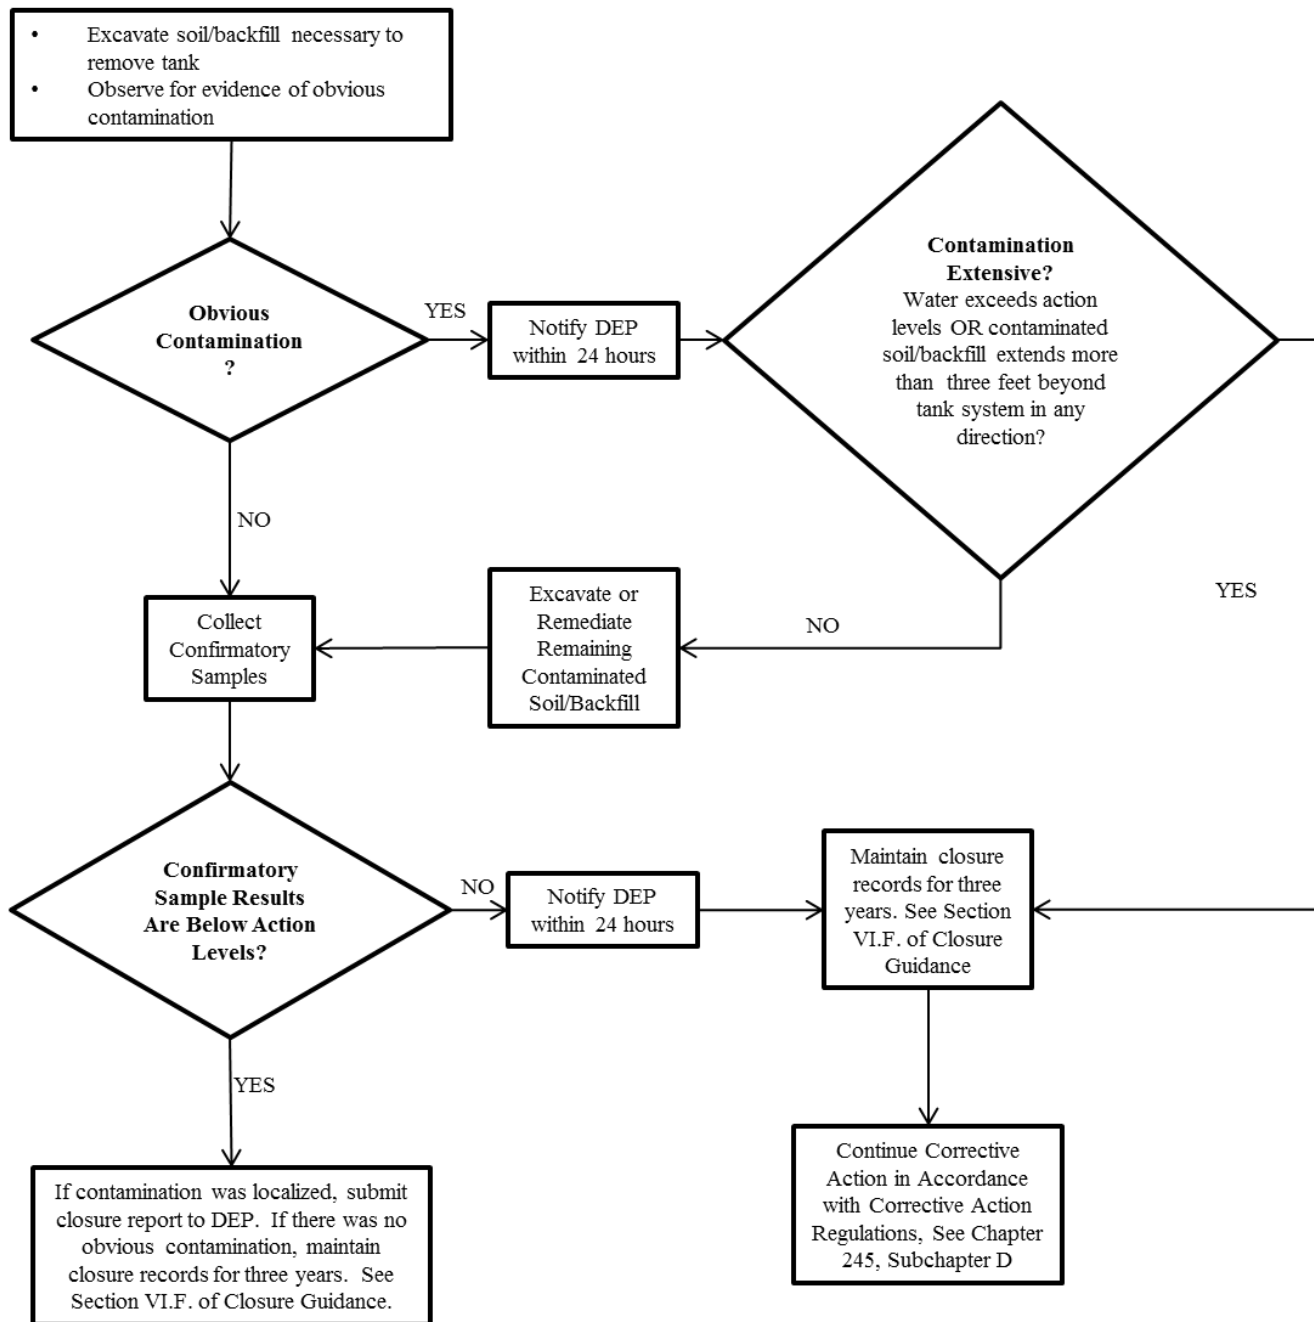 • Excavate soil/backfill necessary to
remove tank
• Observe for evidence of obvious
contamination
Obvious
Contamination
?
YES
Notify DEP
within 24 hours
Contamination
Extensive?
Water exceeds action
levels OR contaminated
soil/backfill extends more
than three feet beyond
tank system in any
direction?
NO
YES
Collect
Confirmatory
Samples
Excavate or
Remediate
Remaining
Contaminated
Soil/Backfill
NO
Confirmatory
Sample Results
Are Below Action
Levels?
NO
Notify DEP
within 24 hours
Maintain closure
records for three
years. See Section
VI.F. of Closure
Guidance
YES
If contamination was localized, submit
closure report to DEP. If there was no
obvious contamination, maintain
closure records for three years. See
Section VI.F. of Closure Guidance.
Continue Corrective
Action in Accordance
with Corrective Action
Regulations, See Chapter
245, Subchapter D